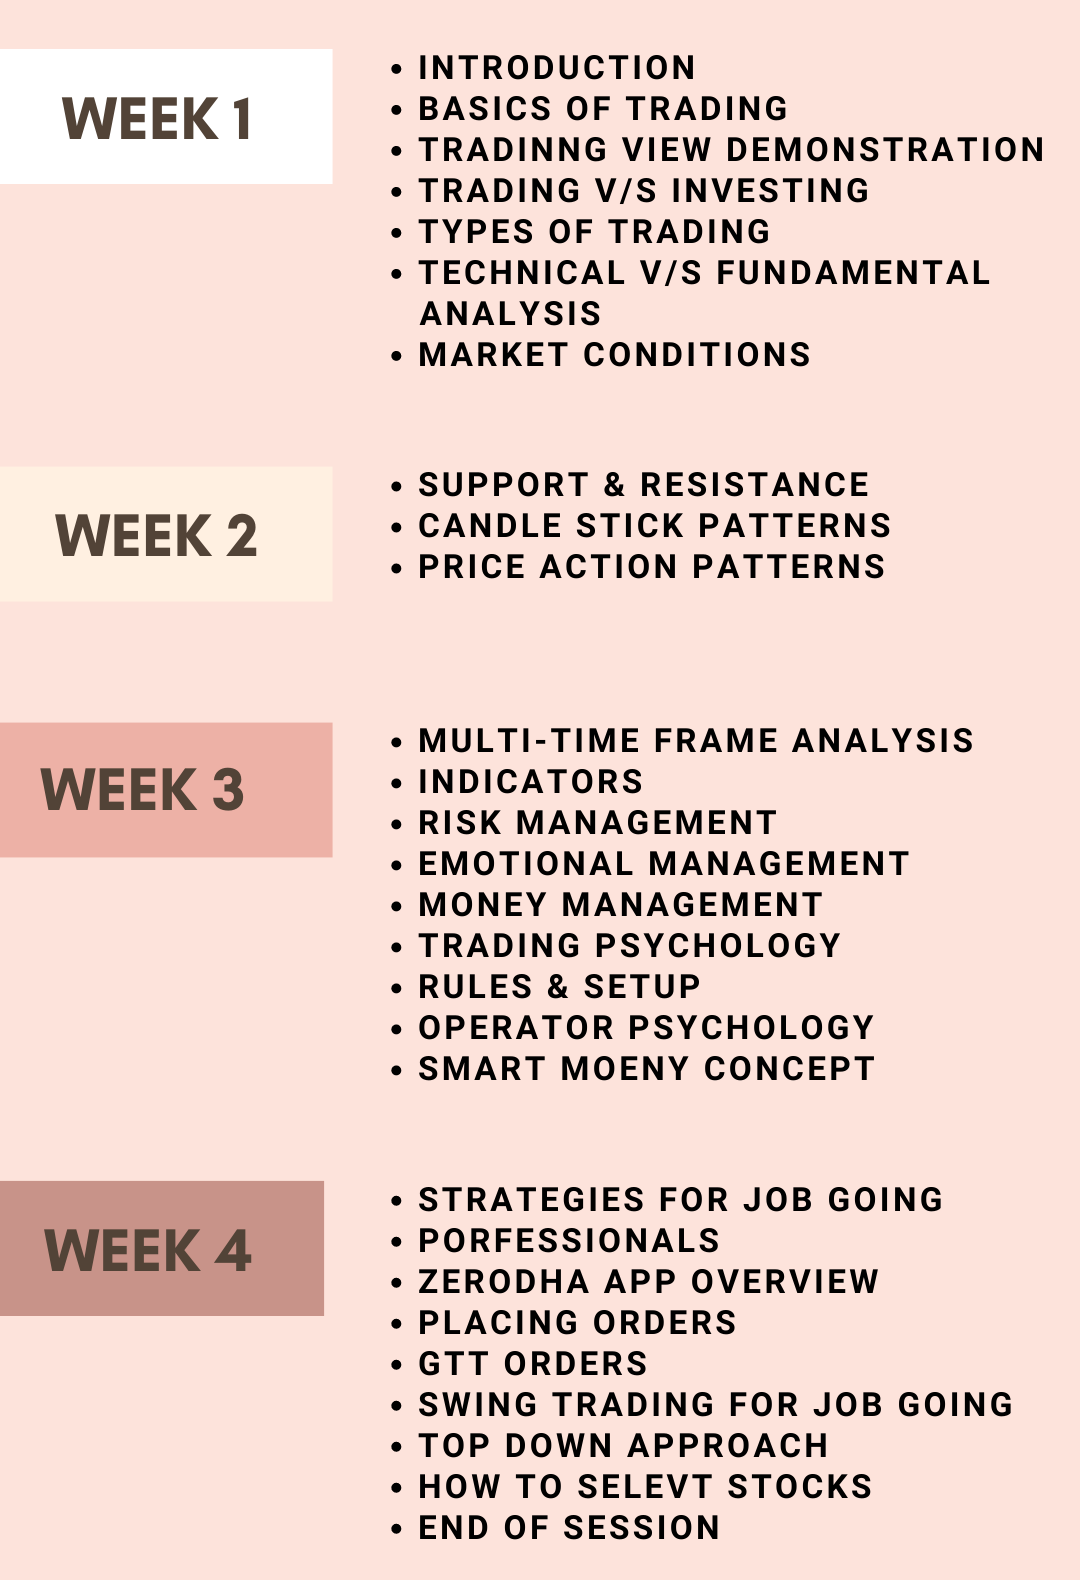 WEEK 1
• INTRODUCTION
• BASICS OF TRADING
• TRADINNG VIEW DEMONSTRATION
• TRADING V/S INVESTING
• TYPES OF TRADING
• TECHNICAL V/S FUNDAMENTAL
ANALYSIS
• MARKET CONDITIONS
WEEK 2
• SUPPORT & RESISTANCE
• CANDLE STICK PATTERNS
• PRICE ACTION PATTERNS
WEEK 3
• MULTI-TIME FRAME ANALYSIS
• INDICATORS
• RISK MANAGEMENT
• EMOTIONAL MANAGEMENT
• MONEY MANAGEMENT
• TRADING PSYCHOLOGY
• RULES & SETUP
• OPERATOR PSYCHOLOGY
• SMART MOENY CONCEPT
WEEK 4
• STRATEGIES FOR JOB GOING
• PORFESSIONALS
• ZERODHA APP OVERVIEW
• PLACING ORDERS
• GTT ORDERS
• SWING TRADING FOR JOB GOING
• TOP DOWN APPROACH
• HOW TO SELEVT STOCKS
• END OF SESSION